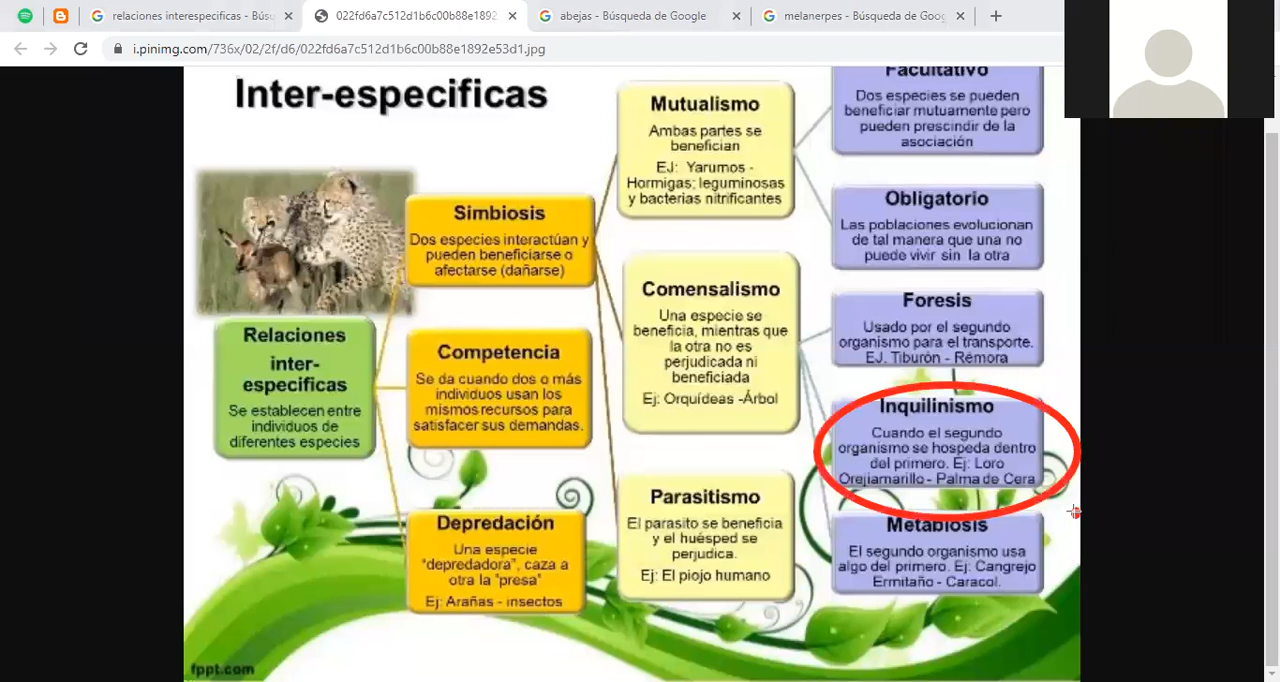 relaciones interespecificas - Bús
022fd6a7c512d1b6c00b88e1892
abejas - Búsqueda de Google
melanerpes - Búsqueda de Goog
i.pinimg.com/736x/02/2f/d6/022fd6a7c512d1b6c00b88e1892e53d1.jpg
Inter-especificas
Relaciones
inter-
especificas
Se establecen entre
individuos de
diferentes especies
Simbiosis
Dos especies interactúan y
pueden beneficiarse o
afectarse (dañarse)
Competencia
Se da cuando dos o más
individuos usan los
mismos recursos para
satisfacer sus demandas.
Depredación
Una especie
"depredadora", caza a
otra la "presa"
Ej: Arañas - insectos
Mutualismo
Ambas partes se
benefician
EJ: Yarumos -
Hormigas; leguminosas
y bacterias nitrificantes
Comensalismo
Una especie se
beneficia, mientras que
la otra no es
perjudicada ni
beneficiada
Ej: Orquídeas -Árbol
Parasitismo
El parasito se beneficia
y el huésped se
perjudica.
Ej: El piojo humano
Facultativo
Dos especies se pueden
beneficiar mutuamente pero
pueden prescindir de la
asociación
Obligatorio
Las poblaciones evolucionan
de tal manera que una no
puede vivir sin la otra
Foresis
Usado por el segundo
organismo para el transporte.
EJ. Tiburón - Rémora
Inquilinismo
Cuando el segundo
organismo se hospeda dentro
del primero. Ej: Loro
Orejiamarillo - Palma de Cera
Metabiosis
El segundo organismo usa
algo del primero. Ej: Cangrejo
Ermitaño - Caracol.
fppt.com